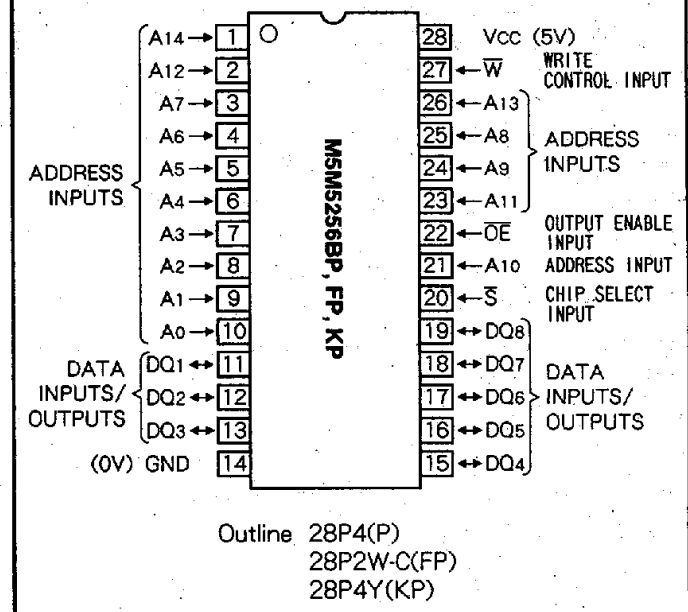 A14 → 1 28 Vcc (5V)
A12 → 2 27 ← W̅ WRITE CONTROL INPUT
A7 → 3 26 ← A13
A6 → 4 25 ← A8
A5 → 5 24 ← A9
A4 → 6 23 ← A11
ADDRESS INPUTS
ADDRESS INPUTS
A3 → 7 22 ← O̅E̅ OUTPUT ENABLE INPUT
A2 → 8 21 ← A10 ADDRESS INPUT
A1 → 9 20 ← S̅ CHIP SELECT INPUT
A0 → 10 19 ↔ DQ8
DQ1 ↔ 11 18 ↔ DQ7
DQ2 ↔ 12 17 ↔ DQ6
DQ3 ↔ 13 16 ↔ DQ5
(0V) GND 14 15 ↔ DQ4
DATA INPUTS/ OUTPUTS
DATA INPUTS/ OUTPUTS
M5M5256BP, FP, KP
Outline 28P4(P)
28P2W-C(FP)
28P4Y(KP)